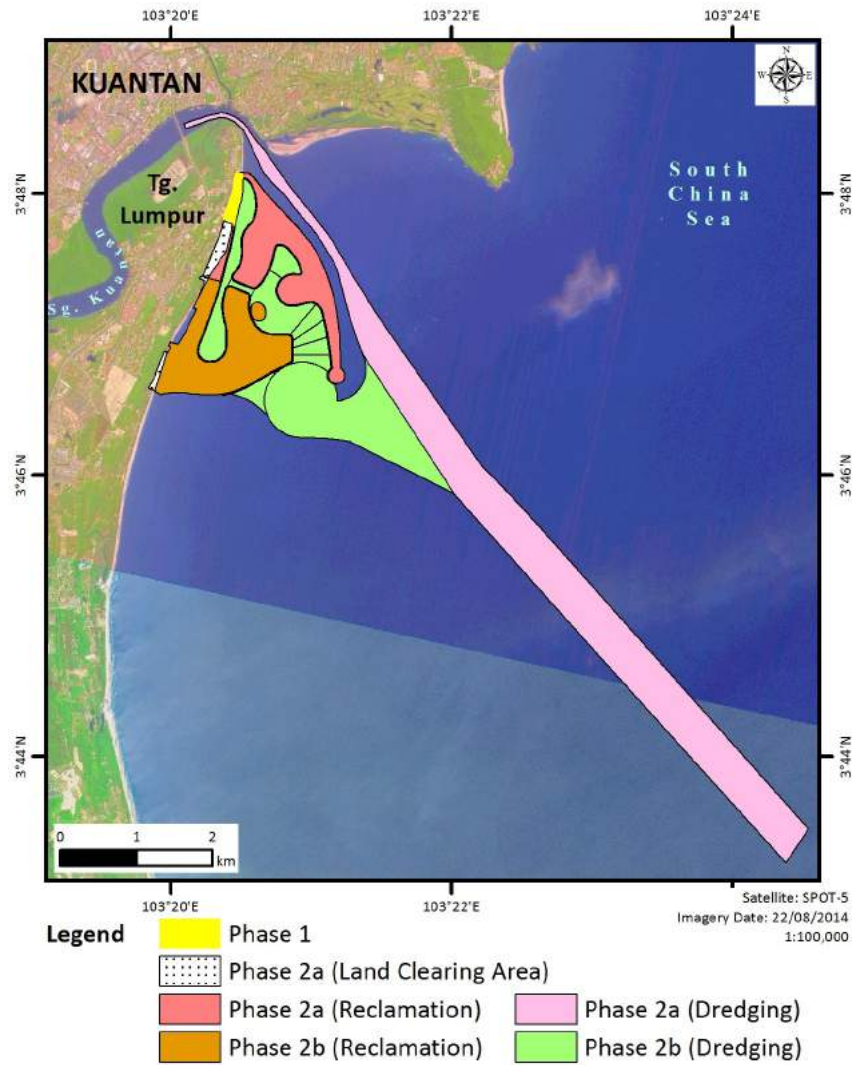 103°20'E 103°22'E 103°24'E
KUANTAN
N
W E
S
South
China
Sea
3°48'N 3°48'N
Tg.
Lumpur
Sg. Kuantan
3°46'N 3°46'N
3°44'N 3°44'N
0 1 2
km
103°20'E 103°22'E 103°24'E
Satellite: SPOT-5
Imagery Date: 22/08/2014
1:100,000
Legend
Phase 1
Phase 2a (Land Clearing Area)
Phase 2a (Reclamation) Phase 2a (Dredging)
Phase 2b (Reclamation) Phase 2b (Dredging)